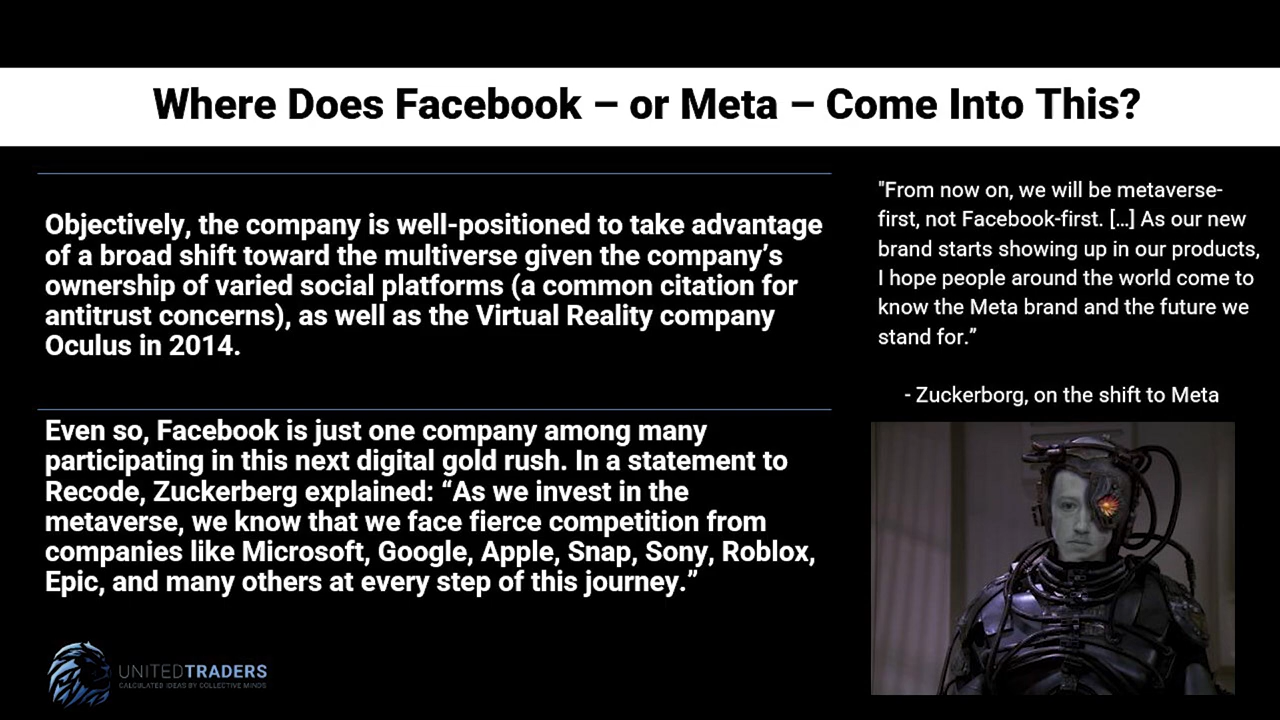 Where Does Facebook – or Meta – Come Into This?
Objectively, the company is well-positioned to take advantage
of a broad shift toward the multiverse given the company’s
ownership of varied social platforms (a common citation for
antitrust concerns), as well as the Virtual Reality company
Oculus in 2014.
Even so, Facebook is just one company among many
participating in this next digital gold rush. In a statement to
Recode, Zuckerberg explained: “As we invest in the
metaverse, we know that we face fierce competition from
companies like Microsoft, Google, Apple, Snap, Sony, Roblox,
Epic, and many others at every step of this journey.”
"From now on, we will be metaverse-
first, not Facebook-first. [...] As our new
brand starts showing up in our products,
I hope people around the world come to
know the Meta brand and the future we
stand for.”
- Zuckerborg, on the shift to Meta
UNITEDTRADERS
CALCULATED IDEAS BY COLLECTIVE MINDS